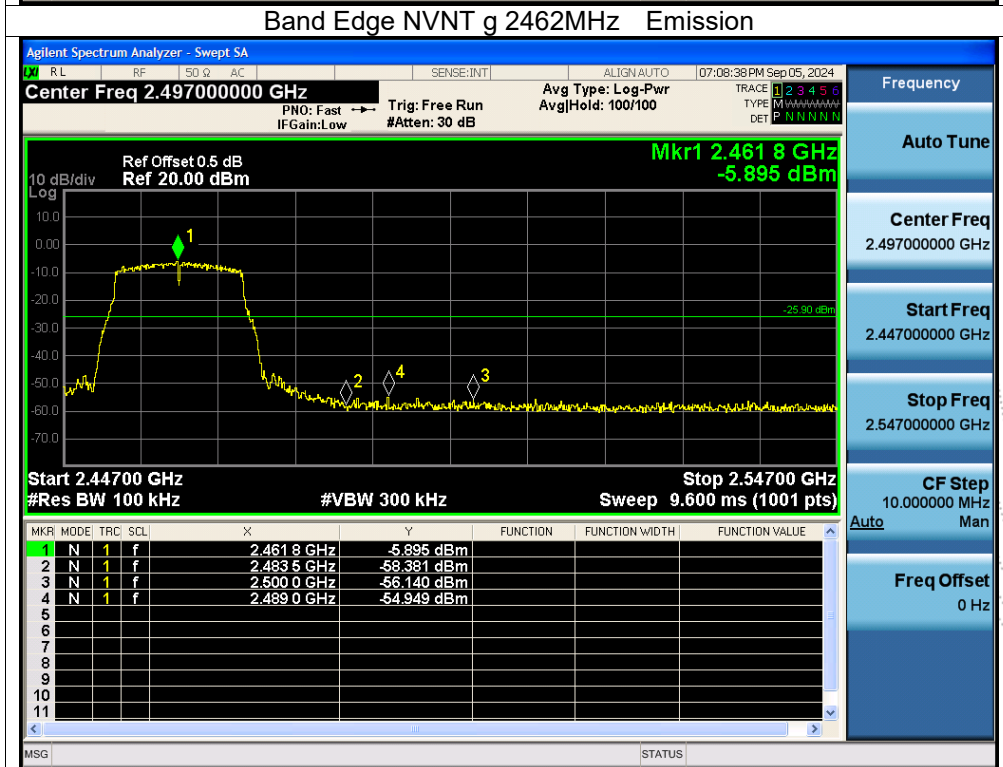 Band Edge NVNT g 2462MHz Emission
Agilent Spectrum Analyzer - Swept SA
LXI RL RF 50 Ω AC SENSE:INT ALIGN AUTO 07:08:38 PM Sep 05, 2024
Center Freq 2.497000000 GHz
PNO: Fast
IFGain:Low
Trig: Free Run
#Atten: 30 dB
Avg Type: Log-Pwr
Avg|Hold: 100/100
TRACE 1 2 3 4 5 6
TYPE M WWWWW
DET P N N N N N
Mkr1 2.461 8 GHz
-5.895 dBm
Ref Offset 0.5 dB
10 dB/div Ref 20.00 dBm
Log
10.0
0.00
-10.0
-20.0
-30.0
-40.0
-50.0
-60.0
-70.0
1
-25.90 dBm
2
4
3
Start 2.44700 GHz Stop 2.54700 GHz
#Res BW 100 kHz #VBW 300 kHz Sweep 9.600 ms (1001 pts)
MKR MODE TRC SCL X Y FUNCTION FUNCTION WIDTH FUNCTION VALUE
1 N 1 f 2.461 8 GHz -5.895 dBm
2 N 1 f 2.483 5 GHz -58.381 dBm
3 N 1 f 2.500 0 GHz -56.140 dBm
4 N 1 f 2.489 0 GHz -54.949 dBm
5
6
7
8
9
10
11
MSG STATUS
Frequency
Auto Tune
Center Freq
2.497000000 GHz
Start Freq
2.447000000 GHz
Stop Freq
2.547000000 GHz
CF Step
10.000000 MHz
Auto Man
Freq Offset
0 Hz